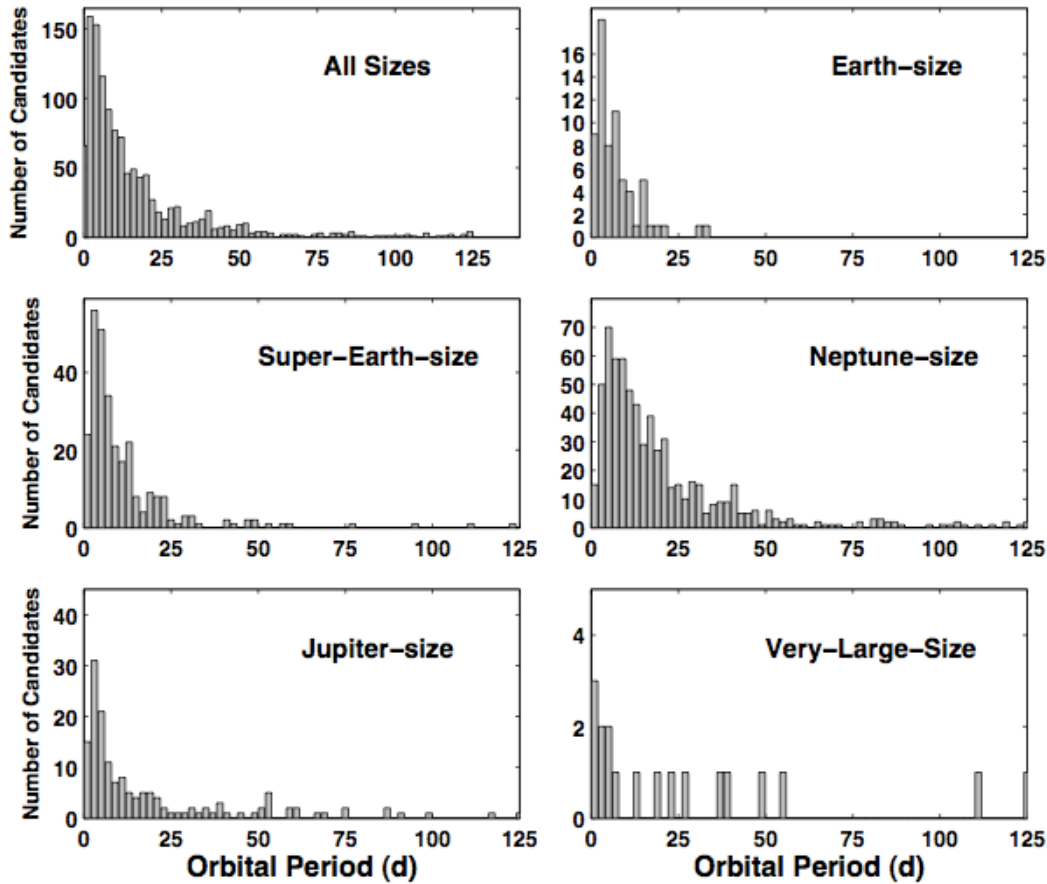 Number of Candidates
150
100
50
0
All Sizes
0 25 50 75 100 125
16
14
12
10
8
6
4
2
0
Earth-size
0 25 50 75 100 125
Number of Candidates
40
20
0
Super-Earth-size
0 25 50 75 100 125
70
60
50
40
30
20
10
0
Neptune-size
0 25 50 75 100 125
Number of Candidates
40
30
20
10
0
Jupiter-size
0 25 50 75 100 125
Orbital Period (d)
4
2
0
Very-Large-Size
0 25 50 75 100 125
Orbital Period (d)